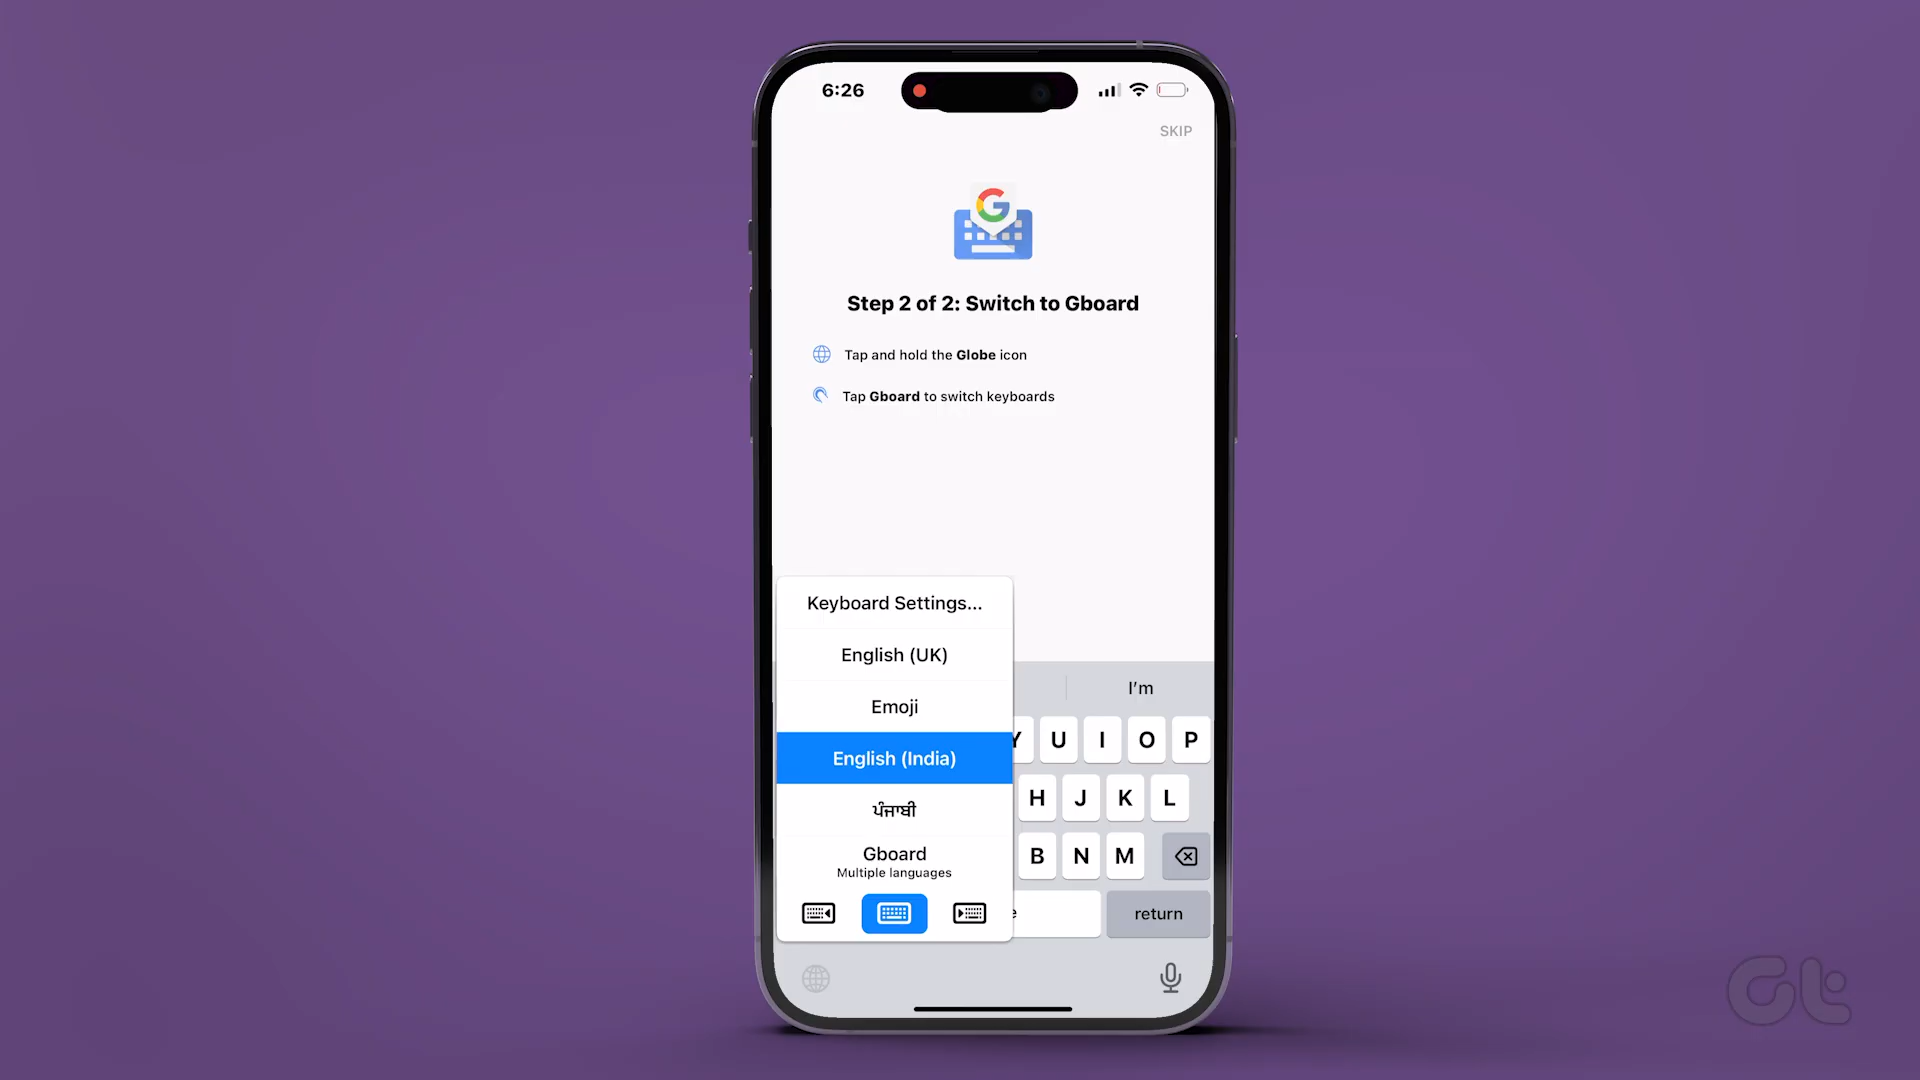 6:26
SKIP
Step 2 of 2: Switch to Gboard
Tap and hold the Globe icon
Tap Gboard to switch keyboards
Keyboard Settings...
English (UK)
Emoji
English (India)
ਪੰਜਾਬੀ
Gboard
Multiple languages
I'm
Y U I O P
H J K L
B N M
e
return
Gt